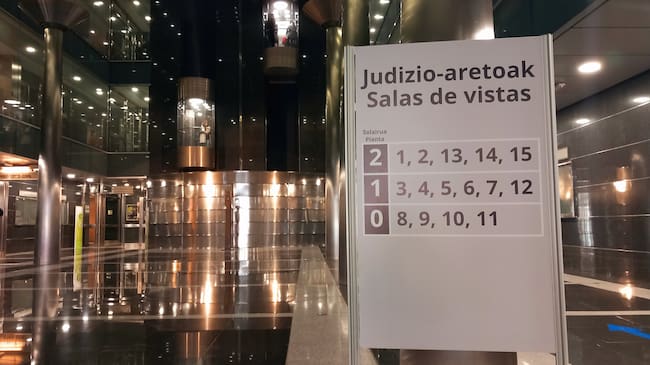 Judizio-aretoak
Salas de vistas
Solairua
Planta
2 1, 2, 13, 14, 15
1 3, 4, 5, 6, 7, 12
0 8, 9, 10, 11